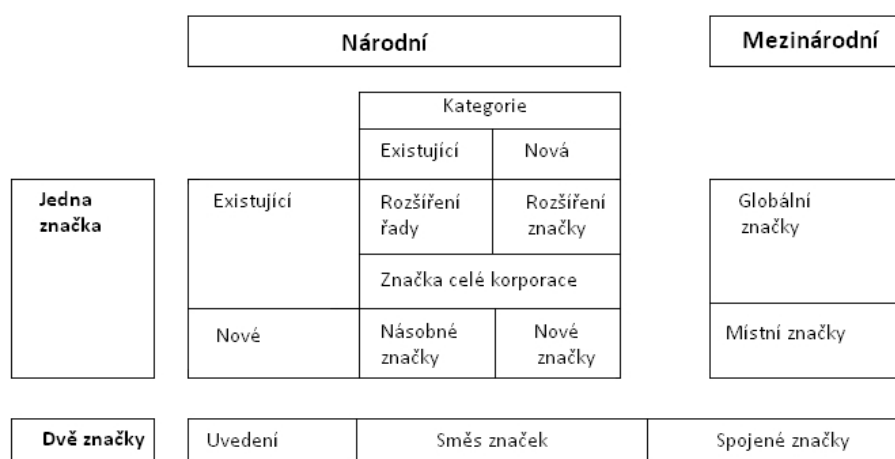 Národní
Mezinárodní
Kategorie
Existující
Nová
Jedna
značka
Existující
Rozšíření
řady
Rozšíření
značky
Globální
značky
Značka celé korporace
Nové
Násobné
značky
Nové
značky
Místní značky
Dvě značky
Uvedení
Směs značek
Spojené značky